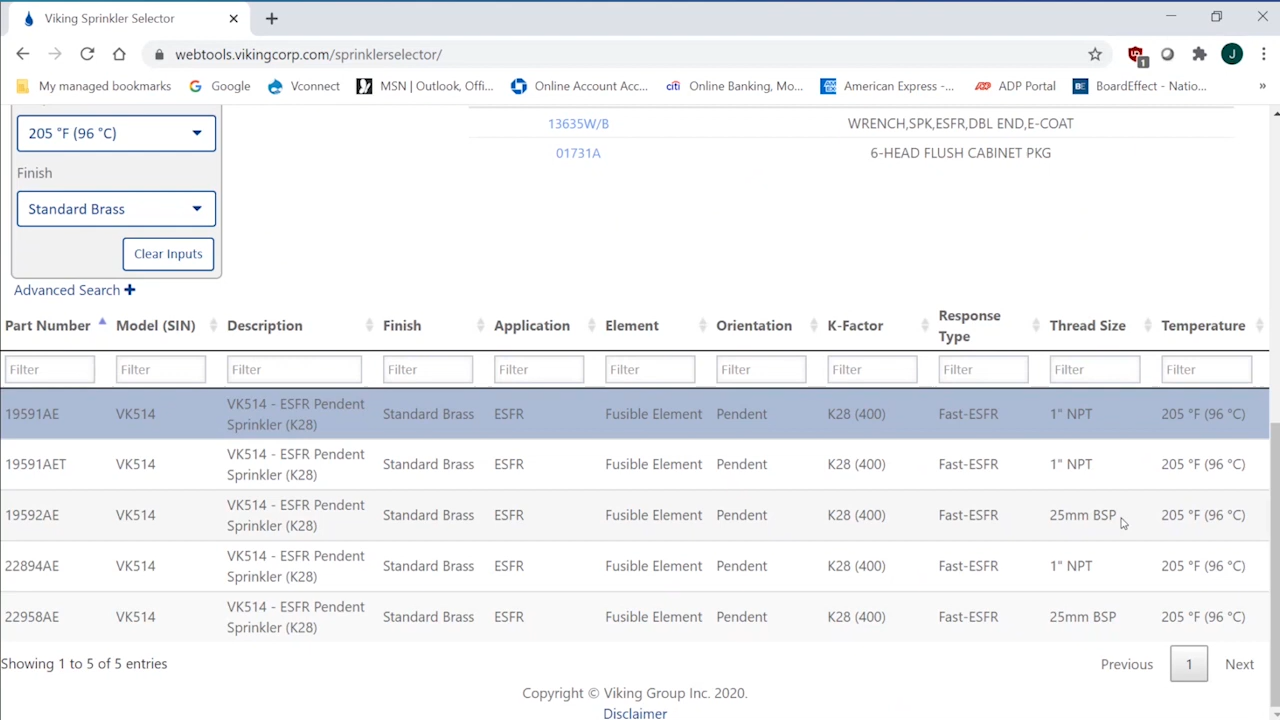 Viking Sprinkler Selector
webtools.vikingcorp.com/sprinklerselector/
1
J
My managed bookmarks
Google
Vconnect
MSN | Outlook, Offi...
Online Account Acc...
citi Online Banking, Mo...
American Express -...
ADP Portal
BE BoardEffect - Natio...
»
205 °F (96 °C)
13635W/B WRENCH,SPK,ESFR,DBL END,E-COAT
01731A 6-HEAD FLUSH CABINET PKG
Finish
Standard Brass
Clear Inputs
Advanced Search
Part Number Model (SIN) Description Finish Application Element Orientation K-Factor Response Type Thread Size Temperature
Filter Filter Filter Filter Filter Filter Filter Filter Filter Filter Filter
19591AE VK514 VK514 - ESFR Pendent Sprinkler (K28) Standard Brass ESFR Fusible Element Pendent K28 (400) Fast-ESFR 1" NPT 205 °F (96 °C)
19591AET VK514 VK514 - ESFR Pendent Sprinkler (K28) Standard Brass ESFR Fusible Element Pendent K28 (400) Fast-ESFR 1" NPT 205 °F (96 °C)
19592AE VK514 VK514 - ESFR Pendent Sprinkler (K28) Standard Brass ESFR Fusible Element Pendent K28 (400) Fast-ESFR 25mm BSP 205 °F (96 °C)
22894AE VK514 VK514 - ESFR Pendent Sprinkler (K28) Standard Brass ESFR Fusible Element Pendent K28 (400) Fast-ESFR 1" NPT 205 °F (96 °C)
22958AE VK514 VK514 - ESFR Pendent Sprinkler (K28) Standard Brass ESFR Fusible Element Pendent K28 (400) Fast-ESFR 25mm BSP 205 °F (96 °C)
Showing 1 to 5 of 5 entries
Previous 1 Next
Copyright © Viking Group Inc. 2020.
Disclaimer